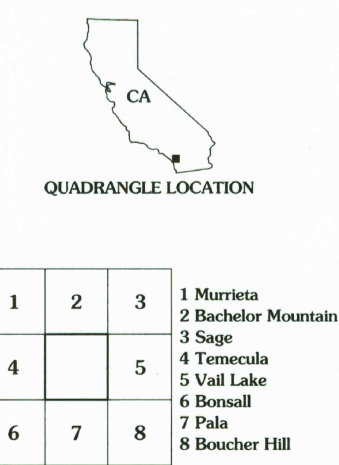 CA
QUADRANGLE LOCATION
1 2 3
4 5
6 7 8
1 Murrieta
2 Bachelor Mountain
3 Sage
4 Temecula
5 Vail Lake
6 Bonsall
7 Pala
8 Boucher Hill